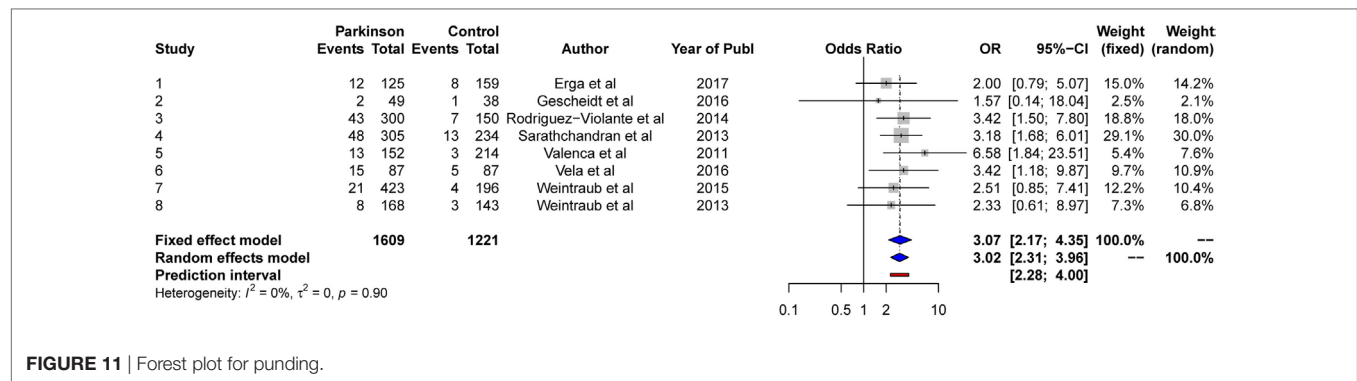 Parkinson Control Weight Weight
Study Events Total Events Total Author Year of Publ Odds Ratio OR 95%−CI (fixed) (random)
1 12 125 8 159 Erga et al 2017 2.00 [0.79; 5.07] 15.0% 14.2%
2 2 49 1 38 Gescheidt et al 2016 1.57 [0.14; 18.04] 2.5% 2.1%
3 43 300 7 150 Rodriguez−Violante et al 2014 3.42 [1.50; 7.80] 18.8% 18.0%
4 48 305 13 234 Sarathchandran et al 2013 3.18 [1.68; 6.01] 29.1% 30.0%
5 13 152 3 214 Valenca et al 2011 6.58 [1.84; 23.51] 5.4% 7.6%
6 15 87 5 87 Vela et al 2016 3.42 [1.18; 9.87] 9.7% 10.9%
7 21 423 4 196 Weintraub et al 2015 2.51 [0.85; 7.41] 12.2% 10.4%
8 8 168 3 143 Weintraub et al 2013 2.33 [0.61; 8.97] 7.3% 6.8%
Fixed effect model 1609 1221 3.07 [2.17; 4.35] 100.0% −−
Random effects model 3.02 [2.31; 3.96] −− 100.0%
Prediction interval [2.28; 4.00]
Heterogeneity: I² = 0%, τ² = 0, p = 0.90
0.1 0.5 1 2 10
FIGURE 11 | Forest plot for punding.